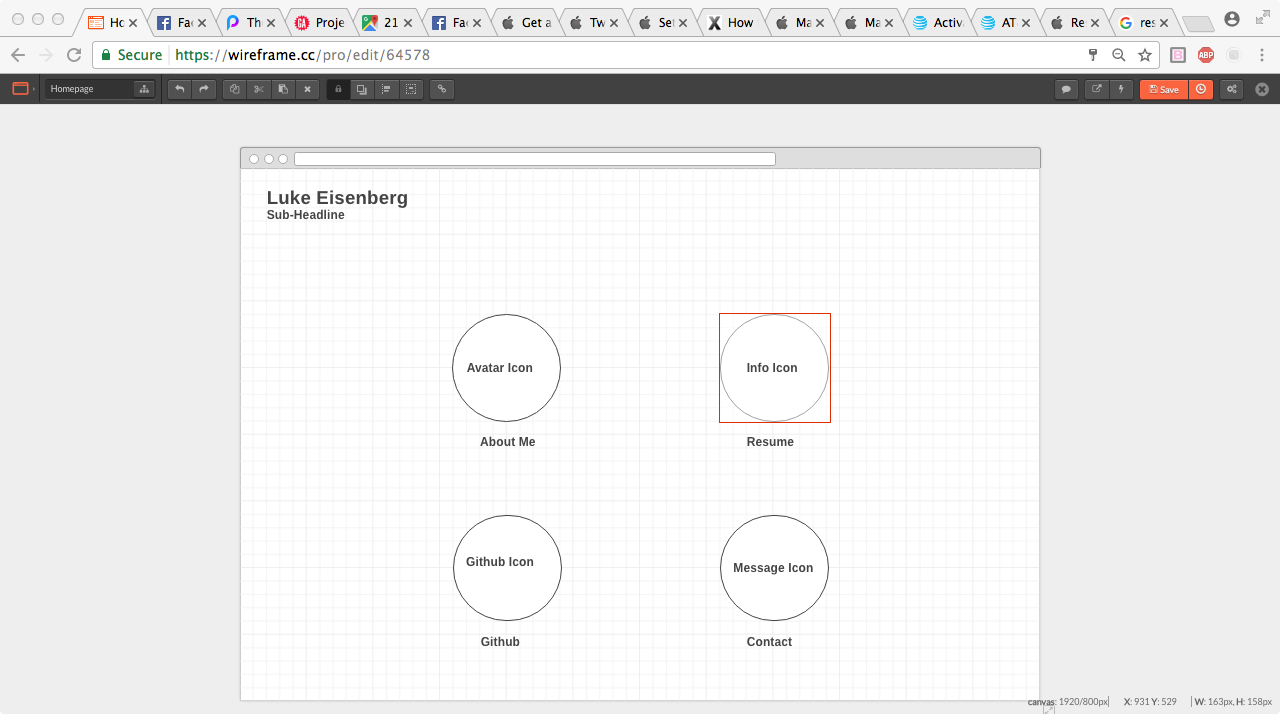 Ho
Fac
Th
Proje
21
Fac
Get a
Tw
Set
How
Ma
Ma
Activ
AT
Re
res
Secure https://wireframe.cc/pro/edit/64578
ABP
Homepage
Save
Luke Eisenberg
Sub-Headline
Avatar Icon
Info Icon
About Me
Resume
Github Icon
Message Icon
Github
Contact
canvas: 1920/800px X: 931 Y: 529 W: 163px, H: 158px